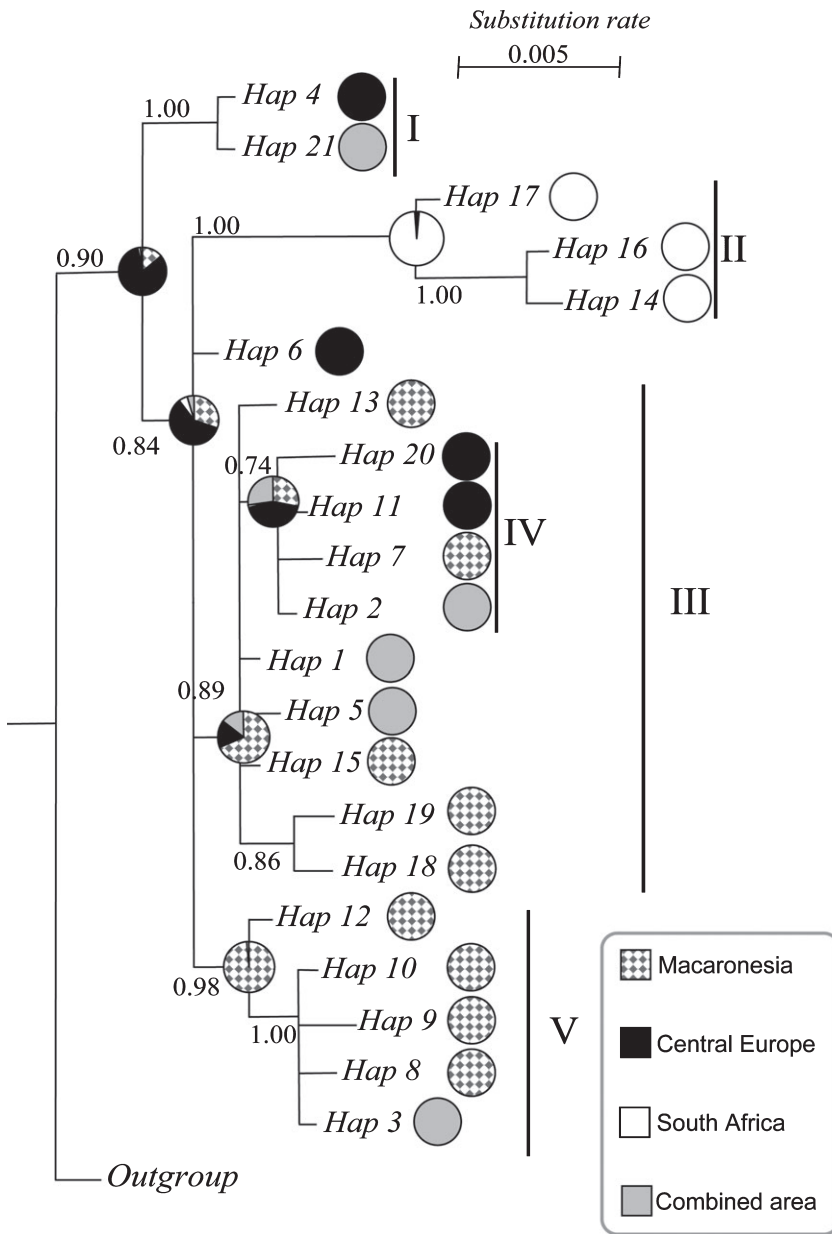 Substitution rate
0.005
1.00
Hap 4
Hap 21
I
Hap 17
1.00
0.90
Hap 16
Hap 14
II
1.00
Hap 6
Hap 13
0.84
Hap 20
0.74
Hap 11
Hap 7
Hap 2
IV
III
Hap 1
0.89
Hap 5
Hap 15
Hap 19
0.86
Hap 18
Hap 12
0.98
Hap 10
Hap 9
1.00
Hap 8
Hap 3
V
Outgroup
Macaronesia
Central Europe
South Africa
Combined area